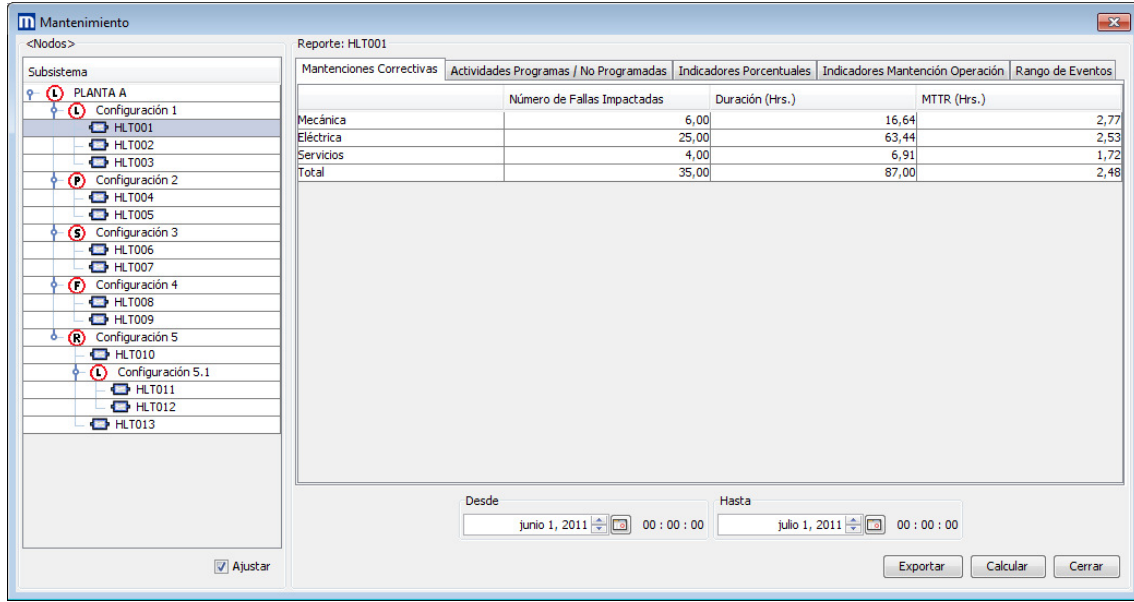 m Mantenimiento
<Nodos>
Subsistema
L PLANTA A
L Configuración 1
HLT001
HLT002
HLT003
P Configuración 2
HLT004
HLT005
S Configuración 3
HLT006
HLT007
F Configuración 4
HLT008
HLT009
R Configuración 5
HLT010
L Configuración 5.1
HLT011
HLT012
HLT013
Ajustar
Reporte: HLT001
Mantenciones Correctivas Actividades Programas / No Programadas Indicadores Porcentuales Indicadores Mantención Operación Rango de Eventos
Número de Fallas Impactadas Duración (Hrs.) MTTR (Hrs.)
Mecánica 6,00 16,64 2,77
Eléctrica 25,00 63,44 2,53
Servicios 4,00 6,91 1,72
Total 35,00 87,00 2,48
Desde Hasta
junio 1, 2011 00 : 00 : 00 julio 1, 2011 00 : 00 : 00
Exportar Calcular Cerrar